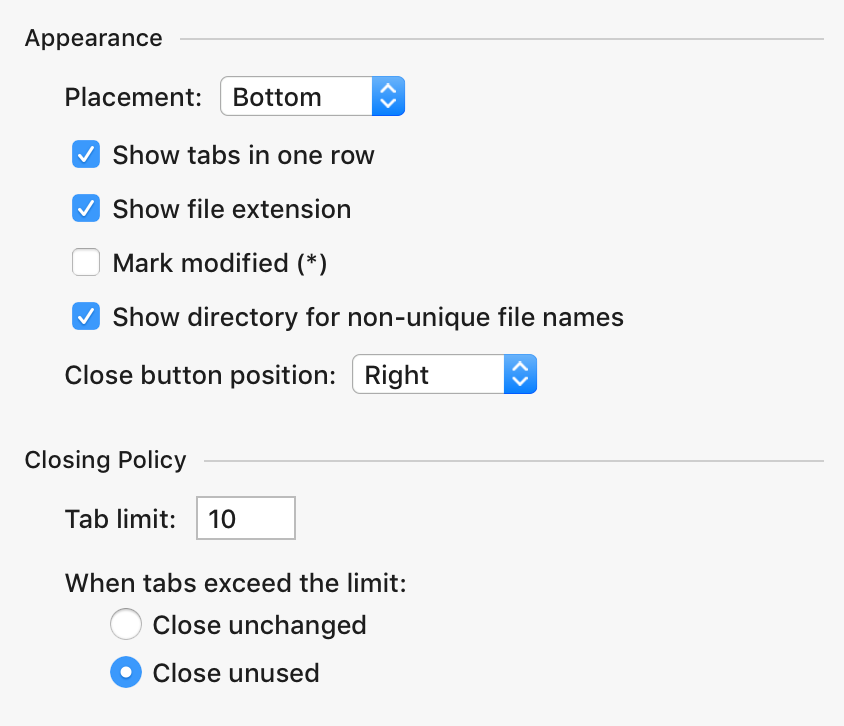 Appearance
Placement: Bottom
Show tabs in one row
Show file extension
Mark modified (*)
Show directory for non-unique file names
Close button position: Right
Closing Policy
Tab limit: 10
When tabs exceed the limit:
Close unchanged
Close unused